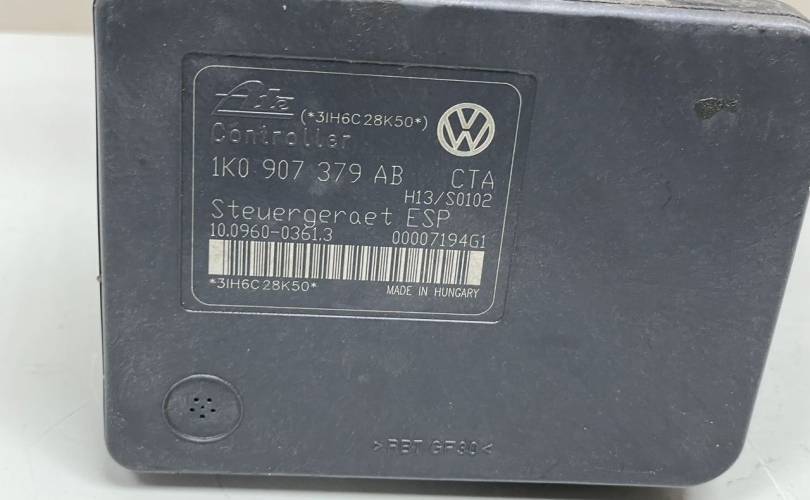 Ate (*3IH6C28K50*)
Controller
1K0 907 379 AB CTA
H13/S0102
Steuergeraet ESP
10.0960-0361.3 00007194G1
*3IH6C28K50* MADE IN HUNGARY
>PBT GF30<